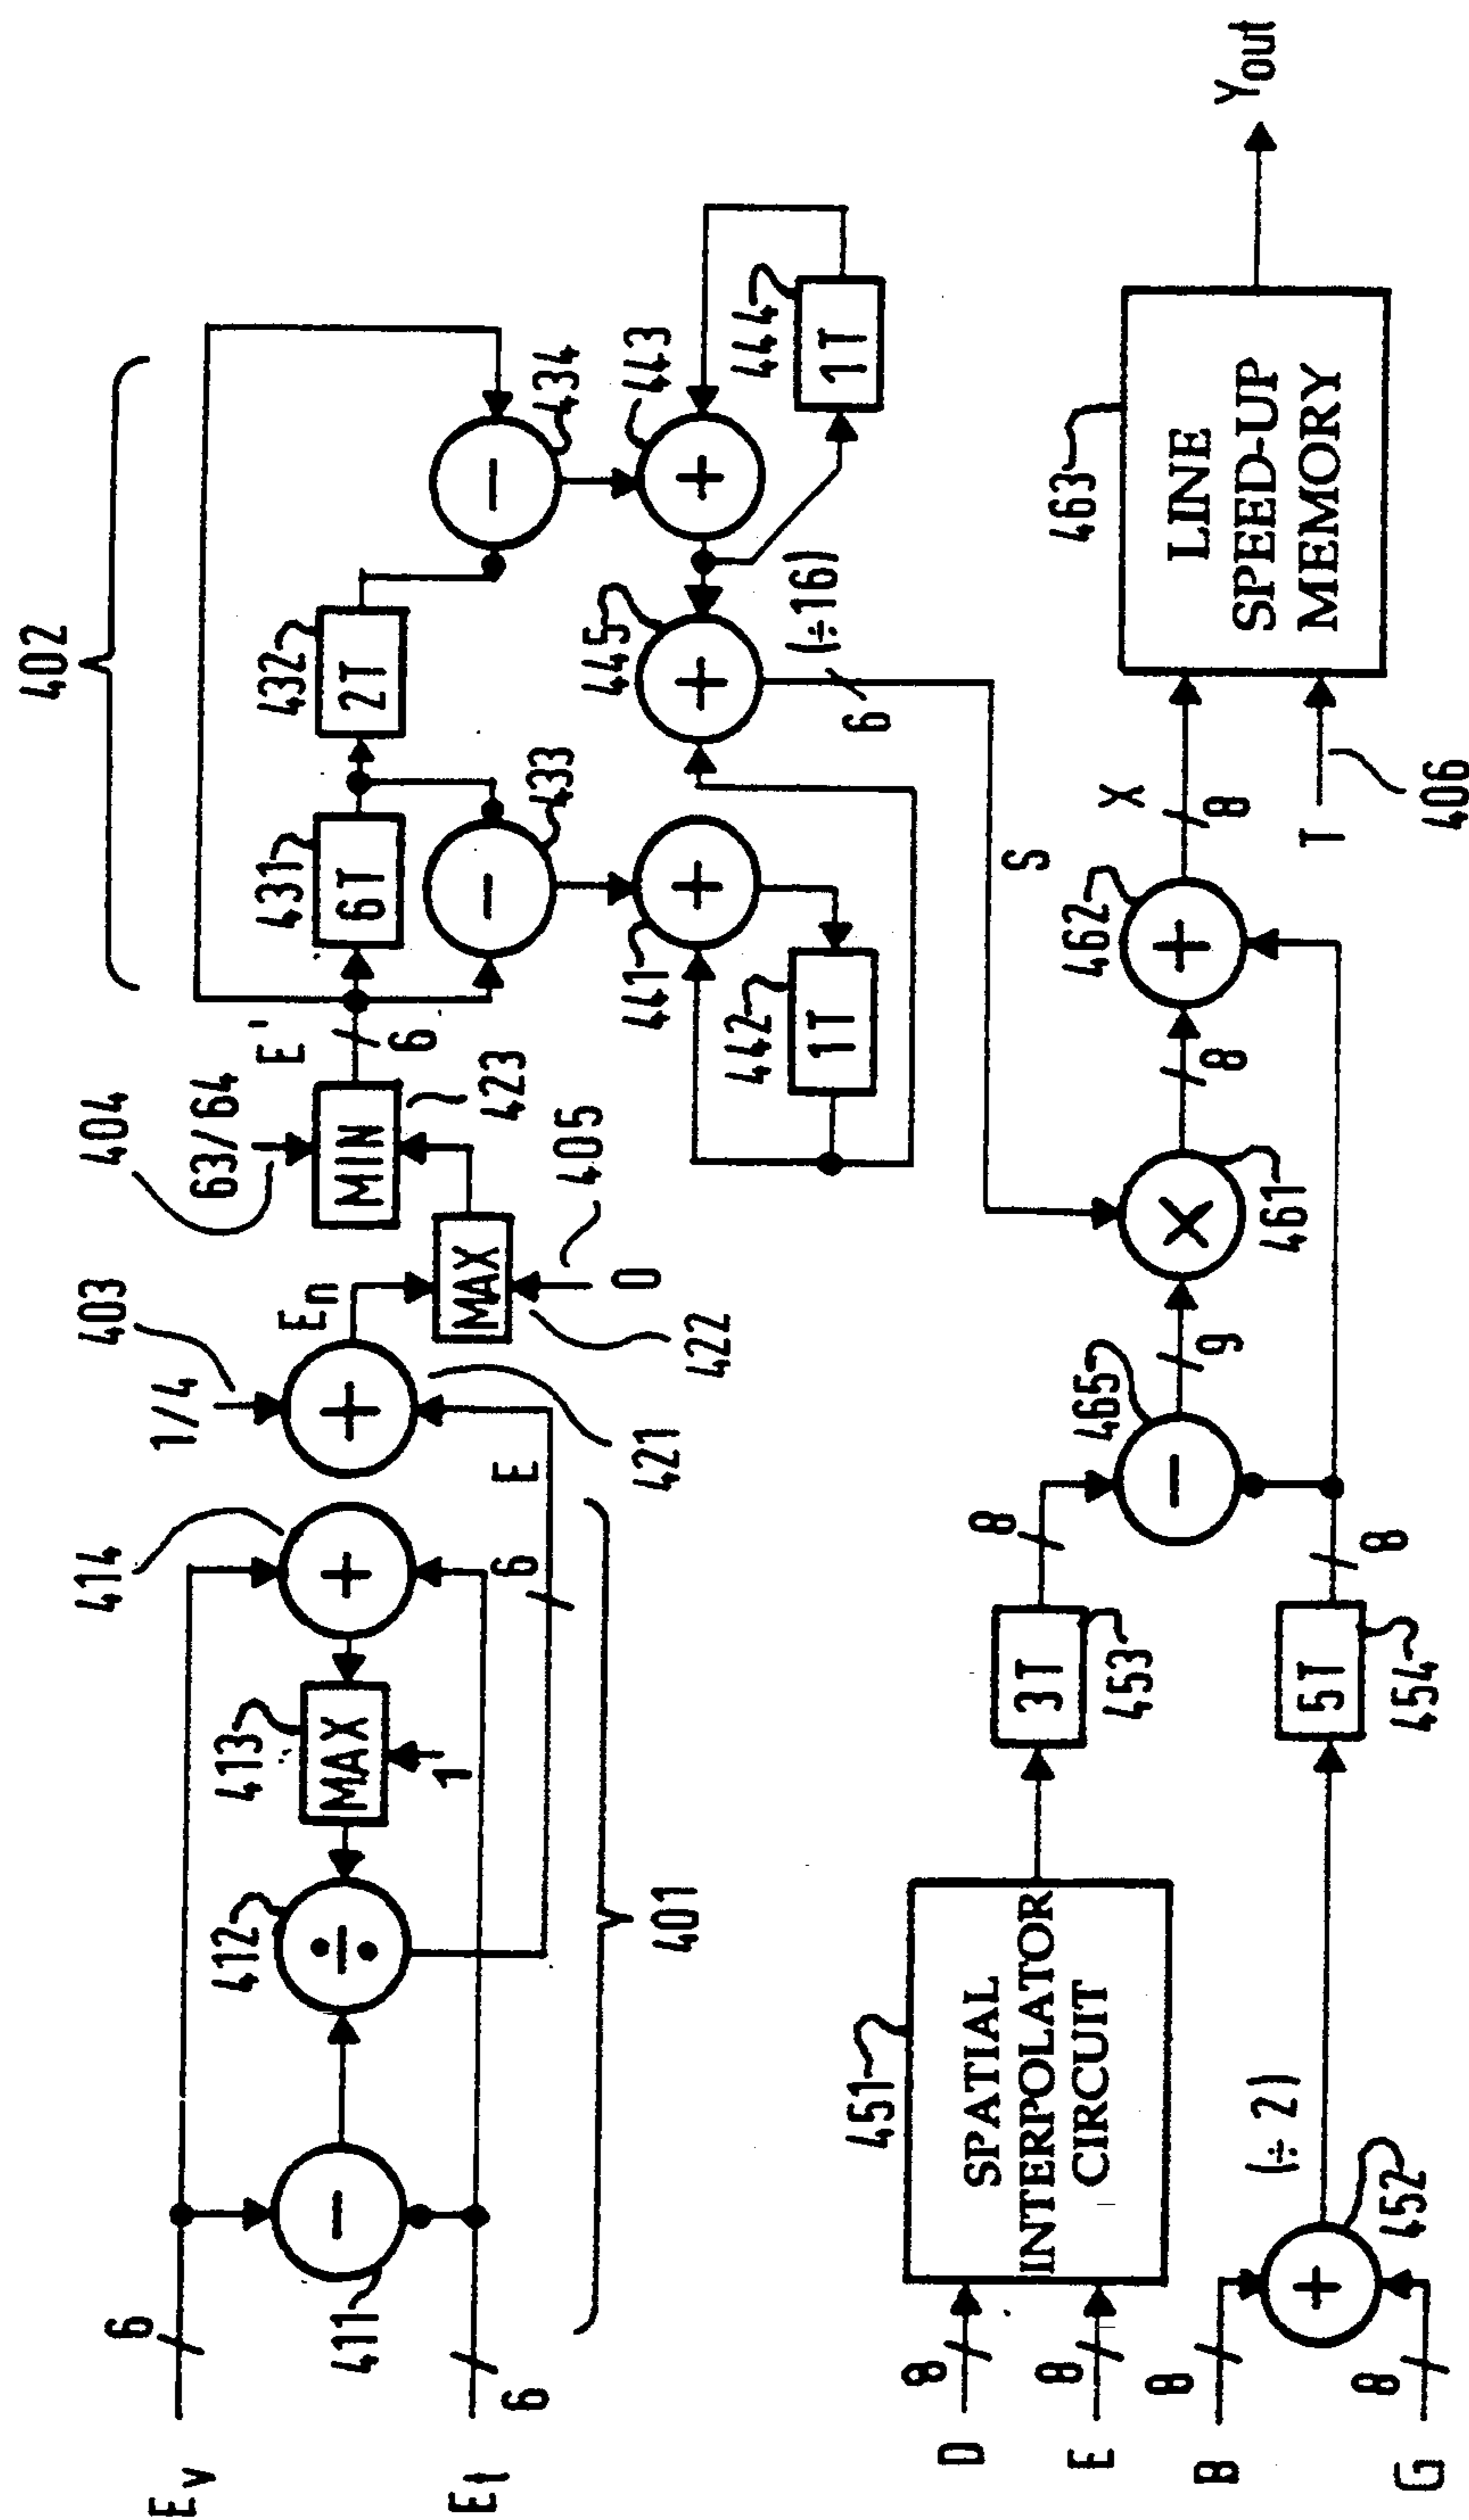 402
404
403
414
63/64
E'
1/4
En
413
MAX
1
412
÷
411
6
Ev
Et
6
401
6
E
421
422
MAX
0
405
MIN
423
6
431
6T
432
2T
433
434
441
442
1T
443
444
1T
445
(÷16)
6
S
D
8
E
8
451
SPATIAL
INTERPOLATOR
CIRCUIT
3T
453
8
465
9
461
8
462
X
8
463
LINE
SPEED-UP
MEMORY
YOUT
T
406
B
8
G
8
452
(÷2)
5T
454
8